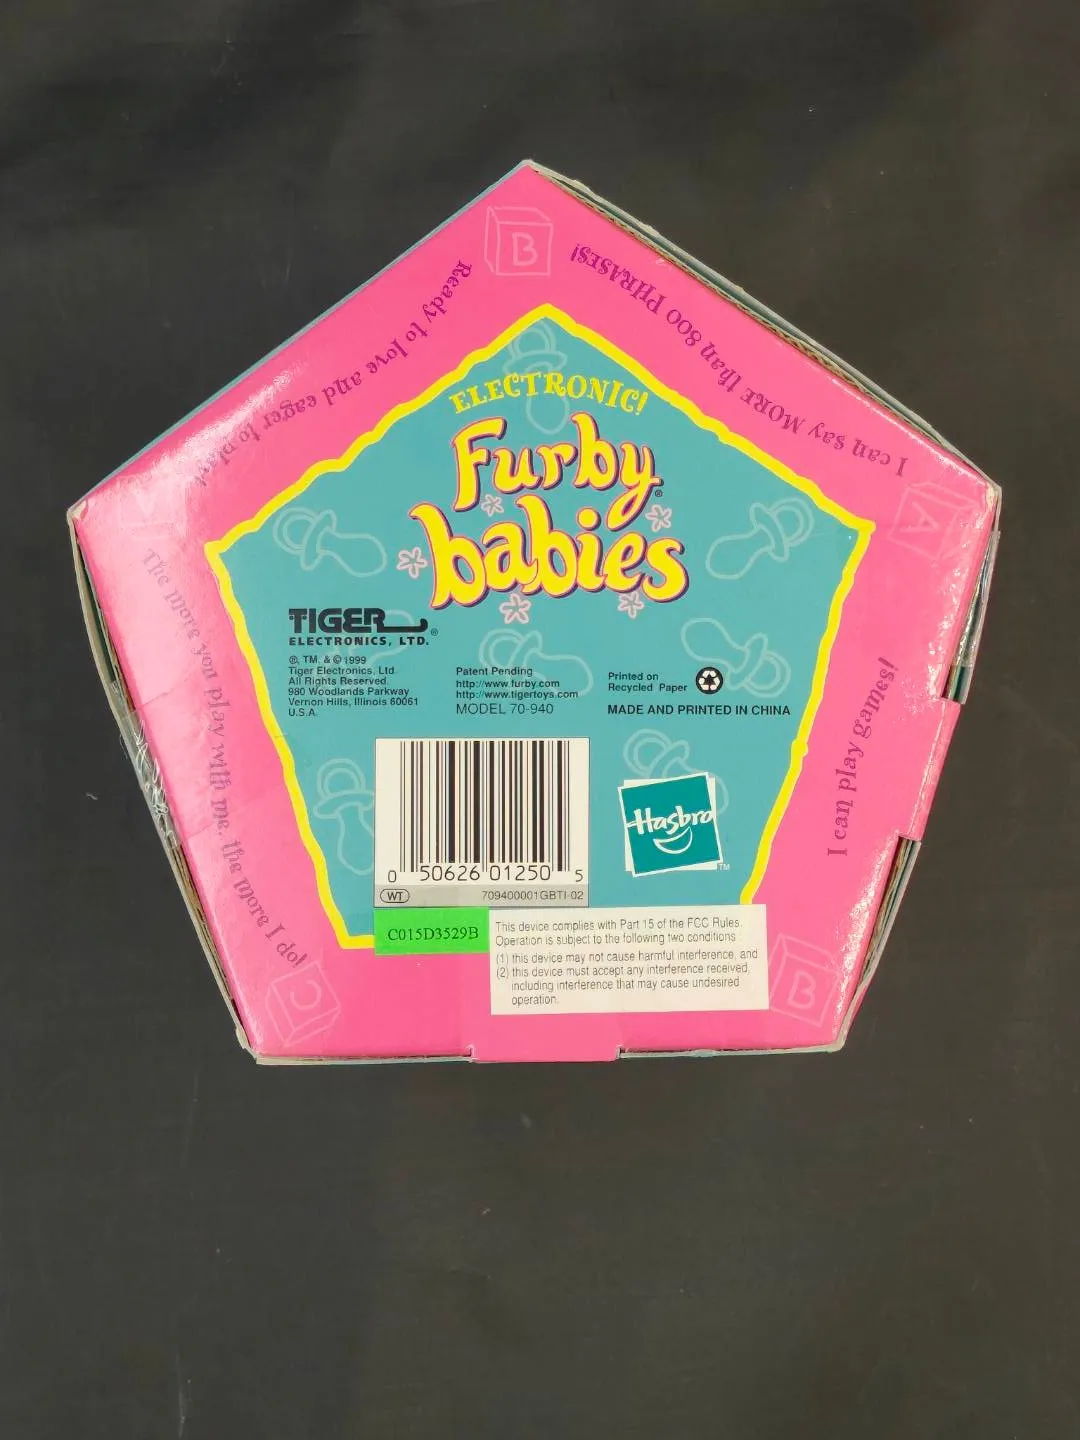 B
Ready to love and eager to play!
I can say MORE than 800 PHRASES!
ELECTRONIC!
Furby®
babies
A
The more you play with me, the more I do!
I can play games!
TIGER®
ELECTRONICS, LTD.
®, TM, & © 1999
Tiger Electronics, Ltd.
All Rights Reserved.
980 Woodlands Parkway
Vernon Hills, Illinois 60061
U.S.A.
Patent Pending
http://www.furby.com
http://www.tigertoys.com
MODEL 70-940
Printed on
Recycled Paper
MADE AND PRINTED IN CHINA
Hasbro
TM
0 50626 01250 5
WT
709400001GBTI-02
C015D3529B
This device complies with Part 15 of the FCC Rules.
Operation is subject to the following two conditions :
(1) this device may not cause harmful interference, and
(2) this device must accept any interference received,
including interference that may cause undesired
operation.
C
B